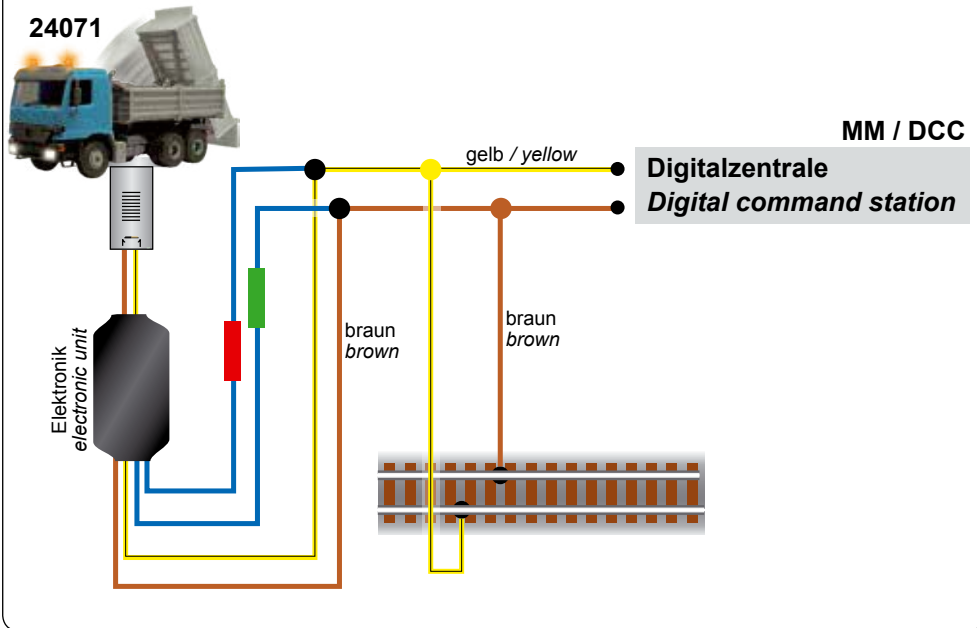 24071
MM / DCC
gelb / yellow
Digitalzentrale
Digital command station
braun
brown
braun
brown
Elektronik
electronic unit